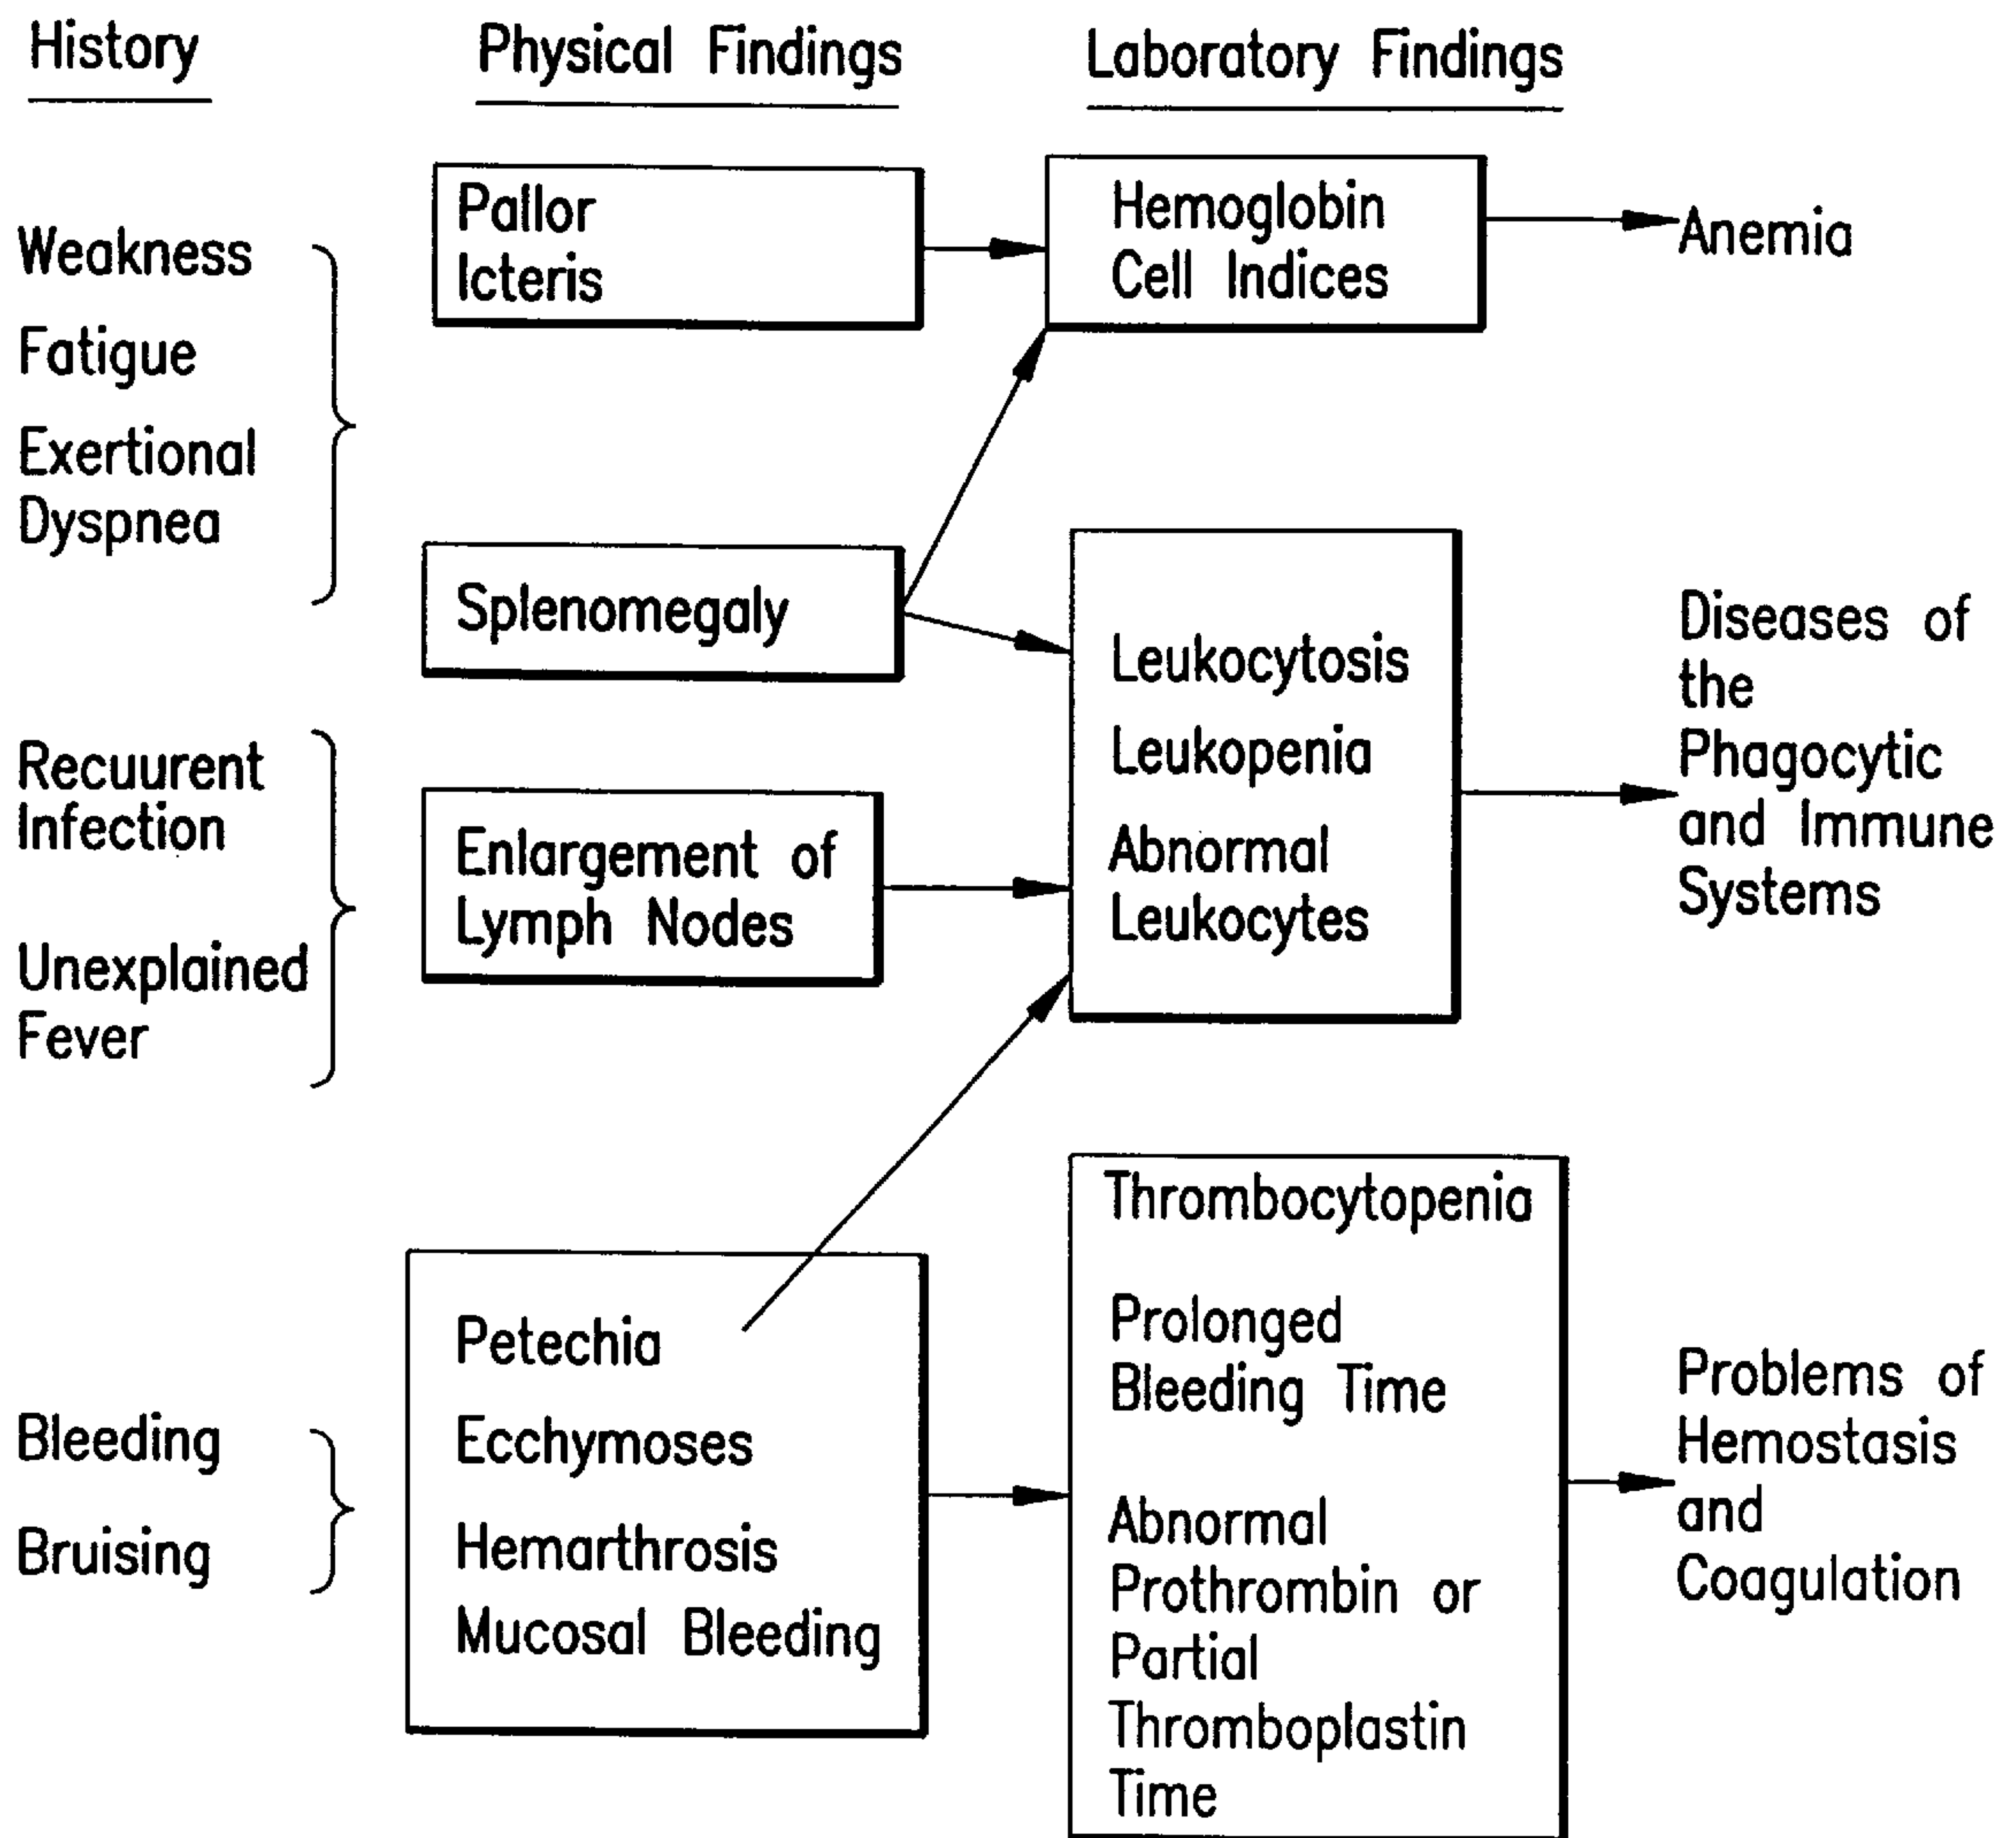 History
Physical Findings
Laboratory Findings
Weakness
Fatigue
Exertional
Dyspnea
Recuurent
Infection
Unexplained
Fever
Bleeding
Bruising
Pallor
Icteris
Splenomegaly
Enlargement of
Lymph Nodes
Petechia
Ecchymoses
Hemarthrosis
Mucosal Bleeding
Hemoglobin
Cell Indices
Leukocytosis
Leukopenia
Abnormal
Leukocytes
Thrombocytopenia
Prolonged
Bleeding Time
Abnormal
Prothrombin or
Partial
Thromboplastin
Time
Anemia
Diseases of
the
Phagocytic
and Immune
Systems
Problems of
Hemostasis
and
Coagulation